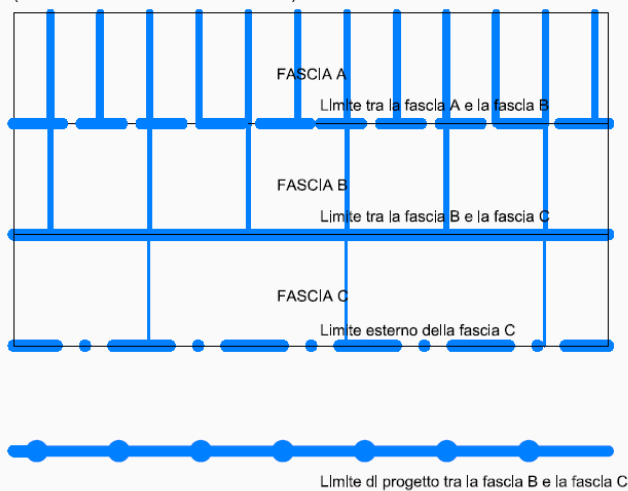 FASCIA A
Limite tra la fascia A e la fascia B
FASCIA B
Limite tra la fascia B e la fascia C
FASCIA C
Limite esterno della fascia C
Limite di progetto tra la fascia B e la fascia C